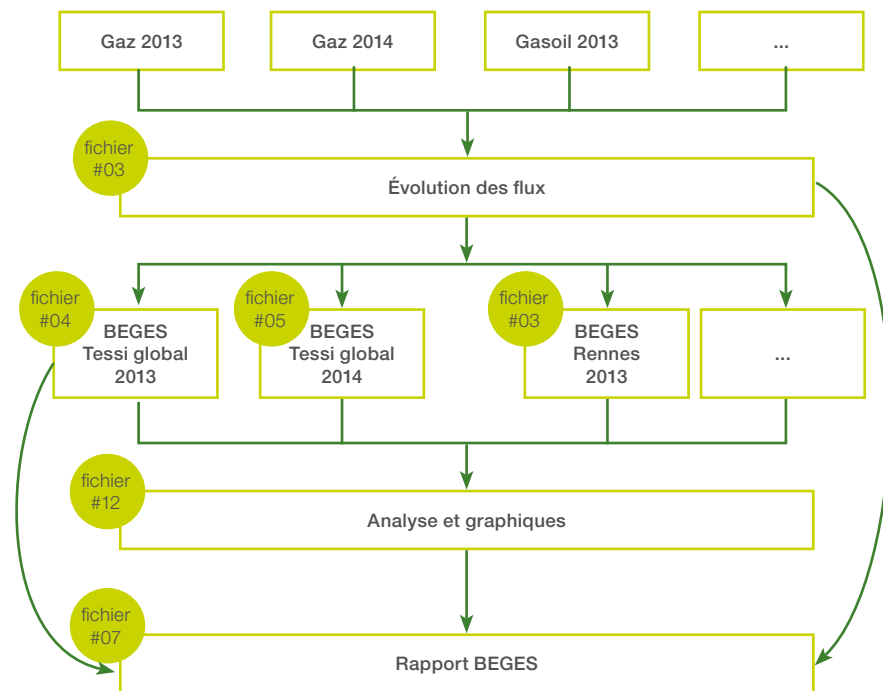 Gaz 2013
Gaz 2014
Gasoil 2013
...
fichier
#03
Évolution des flux
fichier
#04
BEGES
Tessi global
2013
fichier
#05
BEGES
Tessi global
2014
fichier
#03
BEGES
Rennes
2013
...
fichier
#12
Analyse et graphiques
fichier
#07
Rapport BEGES